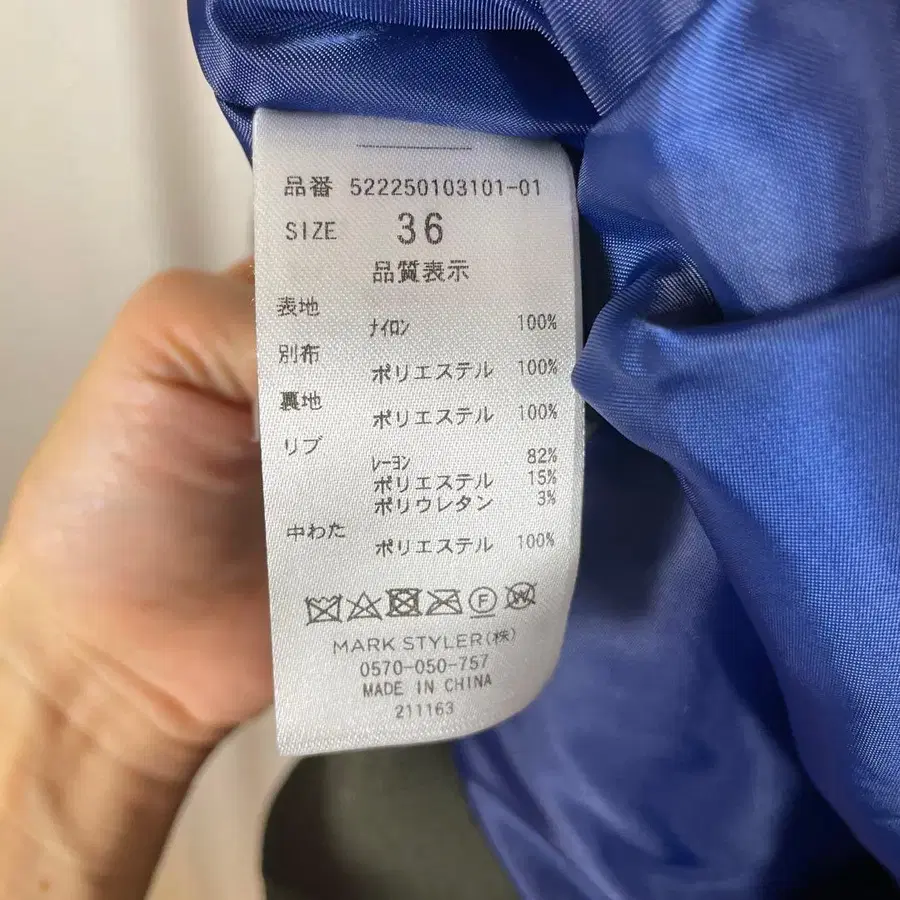 品番 522250103101-01
SIZE 36
品質表示
表地
ﾅｲﾛﾝ 100%
別布
ポリエステル 100%
裏地
ポリエステル 100%
リブ
ﾚｰﾖﾝ 82%
ポリエステル 15%
ポリウレタン 3%
中わた
ポリエステル 100%
F W
MARK STYLER(株)
0570-050-757
MADE IN CHINA
211163